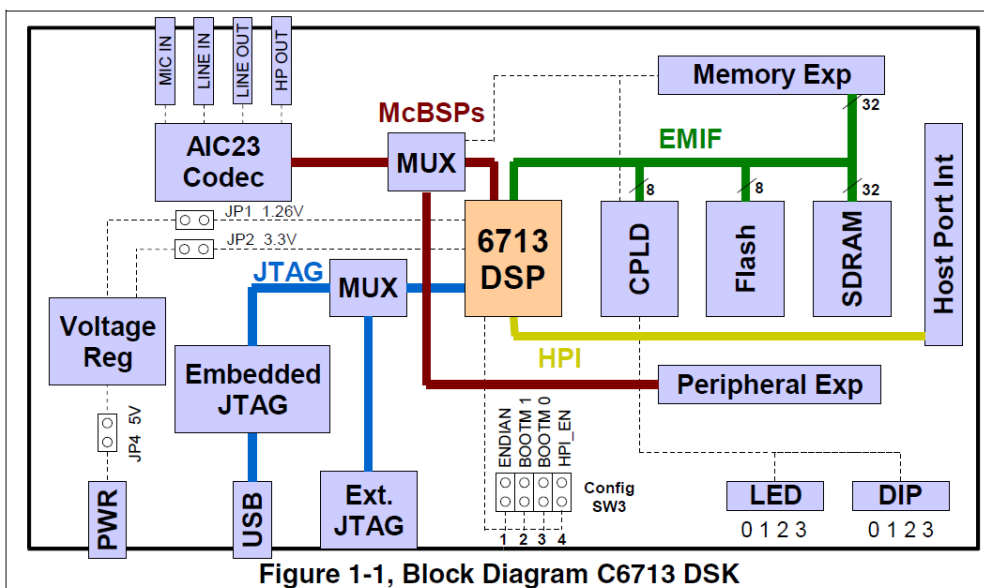 MIC IN
LINE IN
LINE OUT
HP OUT
Memory Exp
32
McBSPs
AIC23
Codec
MUX
EMIF
8
8
32
Host Port Int
JP1 1.26V
JP2 3.3V
6713
DSP
CPLD
Flash
SDRAM
JTAG
MUX
Voltage
Reg
HPI
Embedded
JTAG
Peripheral Exp
JP4 5V
ENDIAN
BOOTM 1
BOOTM 0
HPI_EN
Config
SW3
PWR
USB
Ext.
JTAG
1 2 3 4
LED
DIP
0 1 2 3
0 1 2 3
Figure 1-1, Block Diagram C6713 DSK